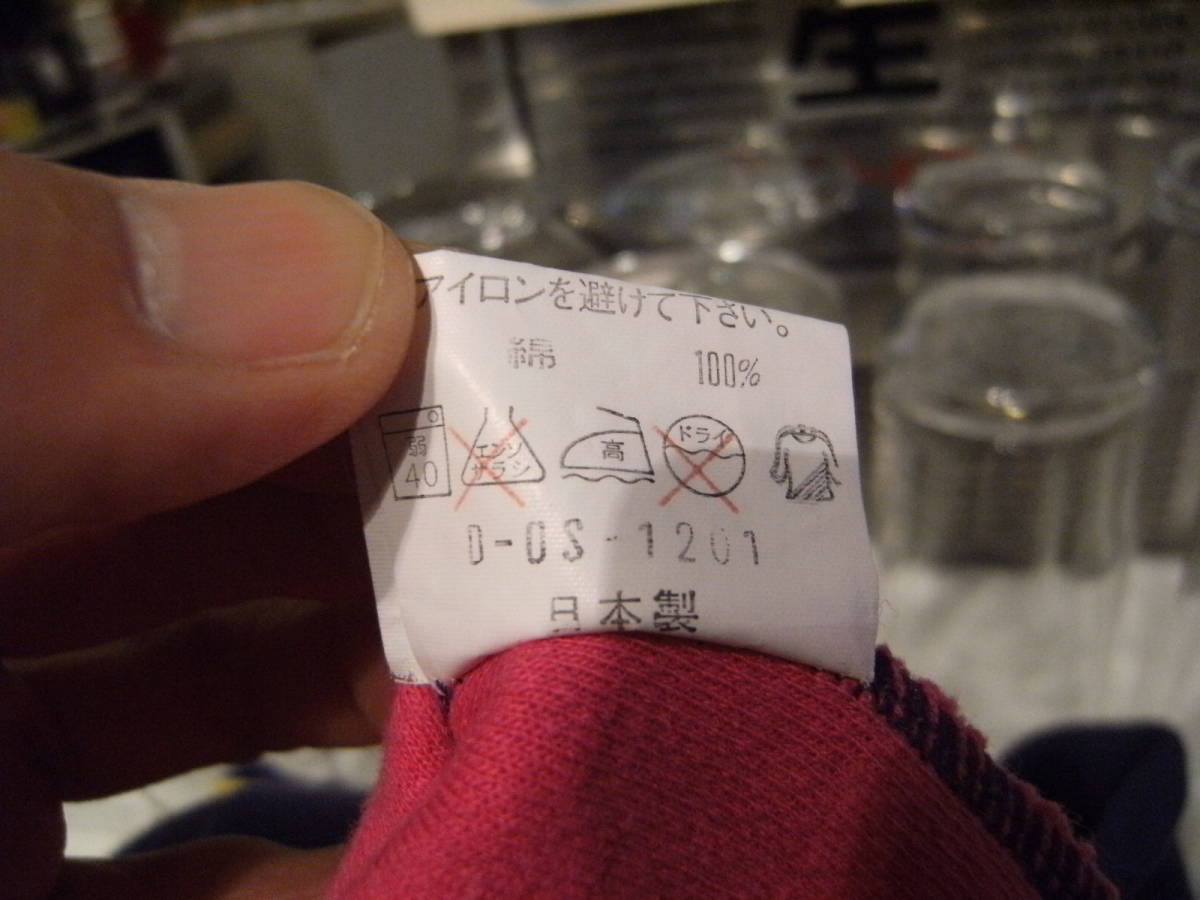 アイロンを避けて下さい。
綿 100%
弱 40 エンソ サラシ 高 ドライ
0-0S-1201
日本製